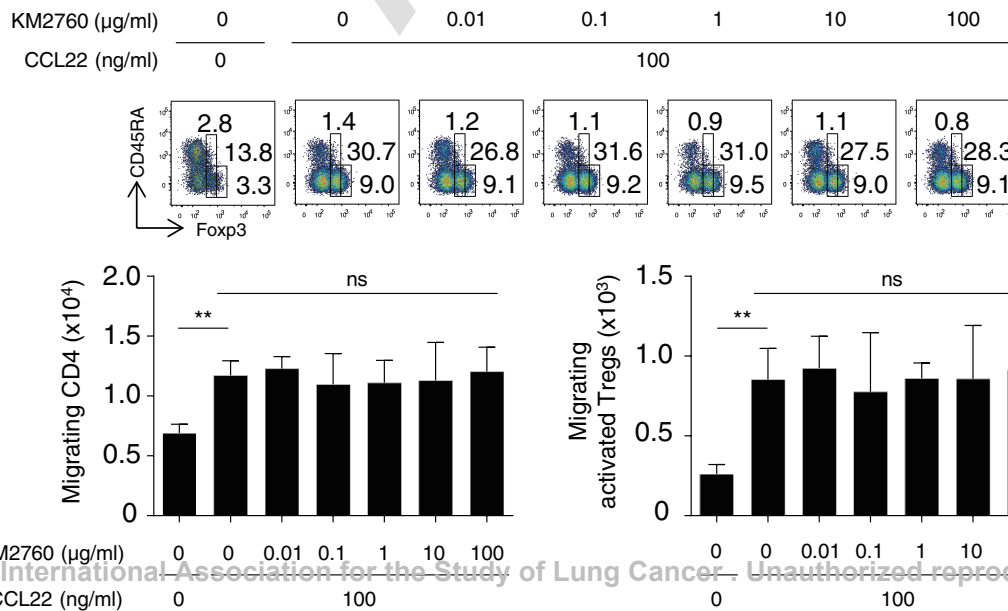 KM2760 (μg/ml) 0 0 0.01 0.1 1 10 100
CCL22 (ng/ml) 0 100
CD45RA
2.8 13.8 3.3
1.4 30.7 9.0
1.2 26.8 9.1
1.1 31.6 9.2
0.9 31.0 9.5
1.1 27.5 9.0
0.8 28.3 9.1
Foxp3
Migrating CD4 (x10⁴)
2.0
1.5
1.0
0.5
0
**
ns
M2760 (μg/ml) 0 0 0.01 0.1 1 10 100
CCL22 (ng/ml) 0 100
Migrating
activated Tregs (x10³)
1.5
1.0
0.5
0
**
ns
0 0 0.01 0.1 1 10
0 100
International Association for the Study of Lung Cancer . Unauthorized reproc